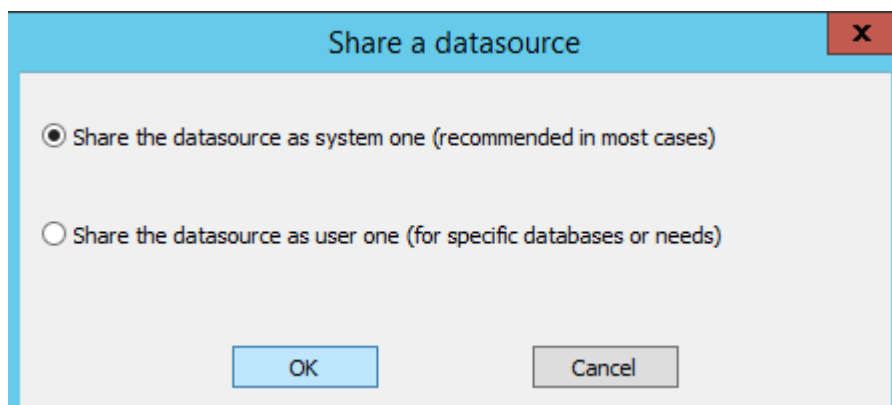 Share a datasource
x
Share the datasource as system one (recommended in most cases)
Share the datasource as user one (for specific databases or needs)
OK Cancel